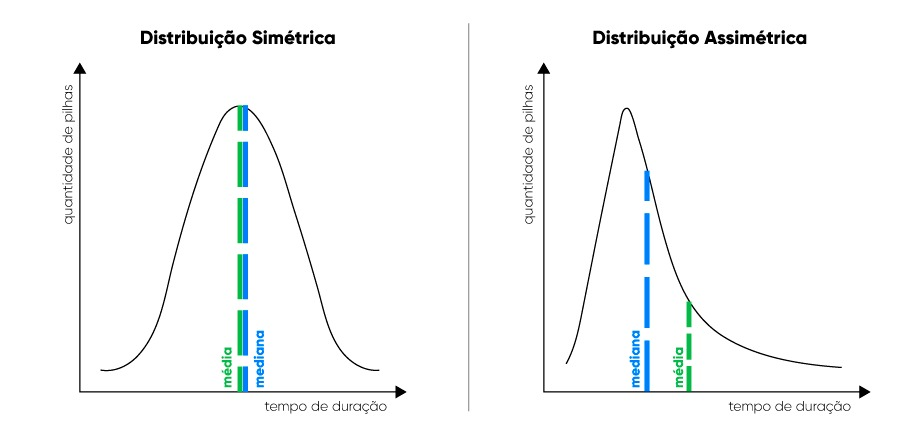 Distribuição Simétrica
quantidade de pilhas
média
mediana
tempo de duração
Distribuição Assimétrica
quantidade de pilhas
mediana
média
tempo de duração